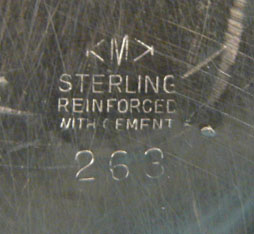 <M>
STERLING
REINFORCED
WITH CEMENT
263